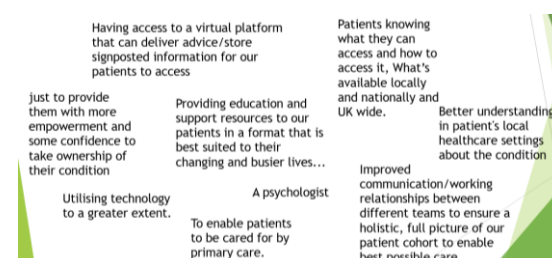 Having access to a virtual platform
that can deliver advice/store
signposted information for our
patients to access
Patients knowing
what they can
access and how to
access it, What's
available locally
and nationally and
UK wide.
just to provide
them with more
empowerment and
some confidence to
take ownership of
their condition
Providing education and
support resources to our
patients in a format that is
best suited to their
changing and busier lives...
Better understanding
in patient's local
healthcare settings
about the condition
Utilising technology
to a greater extent.
A psychologist
To enable patients
to be cared for by
primary care.
Improved
communication/working
relationships between
different teams to ensure a
holistic, full picture of our
patient cohort to enable
best possible care